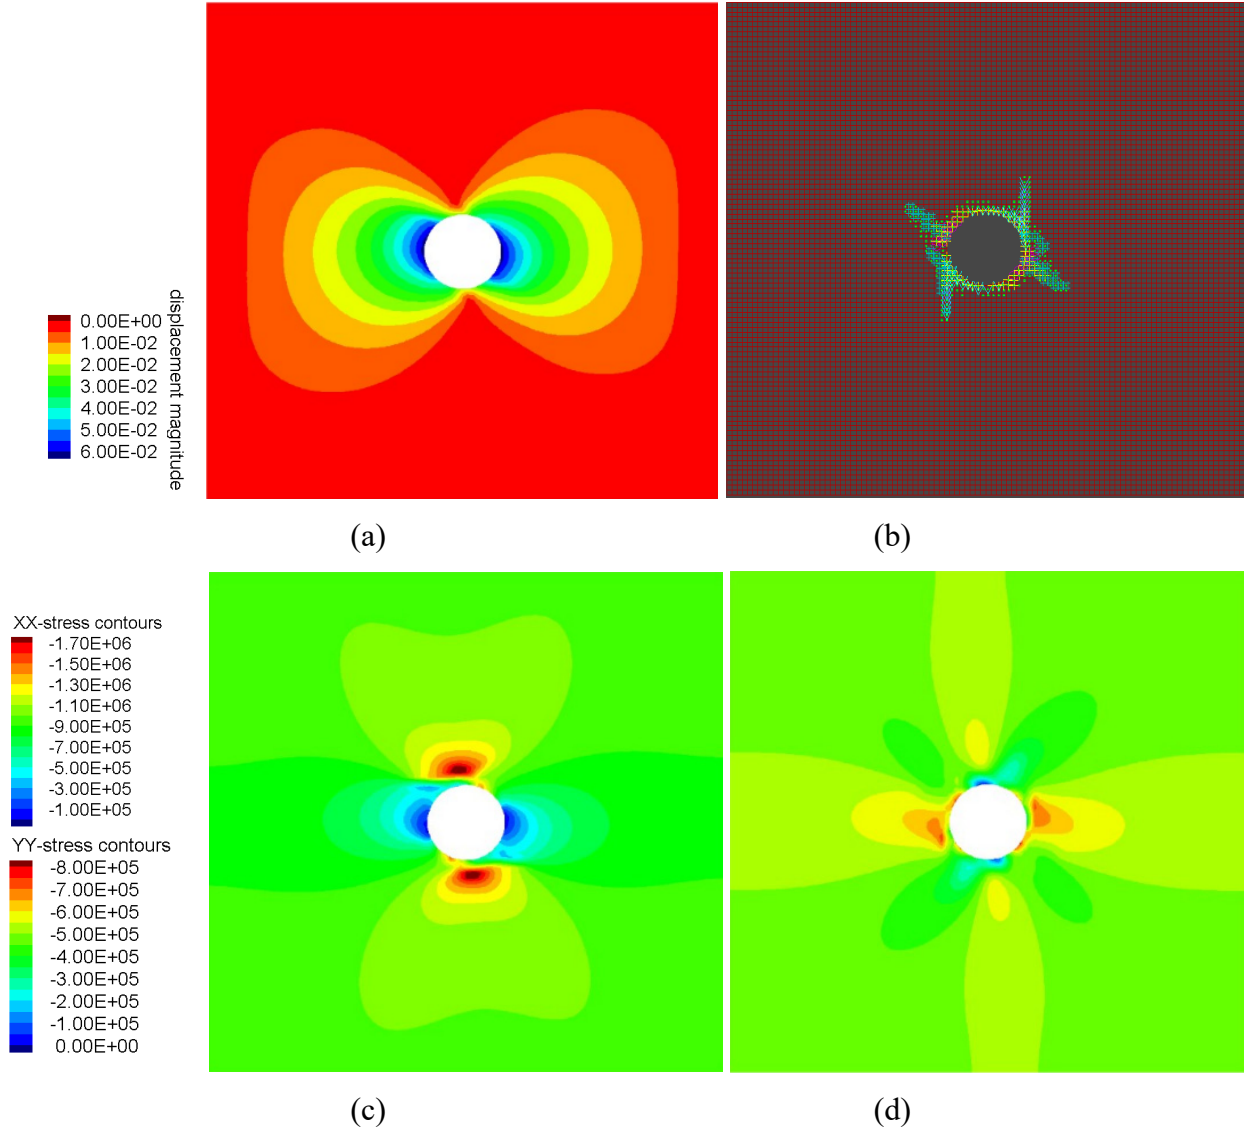 0.00E+00
1.00E-02
2.00E-02
3.00E-02
4.00E-02
5.00E-02
6.00E-02
displacement magnitude
(a)
(b)
XX-stress contours
-1.70E+06
-1.50E+06
-1.30E+06
-1.10E+06
-9.00E+05
-7.00E+05
-5.00E+05
-3.00E+05
-1.00E+05
YY-stress contours
-8.00E+05
-7.00E+05
-6.00E+05
-5.00E+05
-4.00E+05
-3.00E+05
-2.00E+05
-1.00E+05
0.00E+00
(c)
(d)